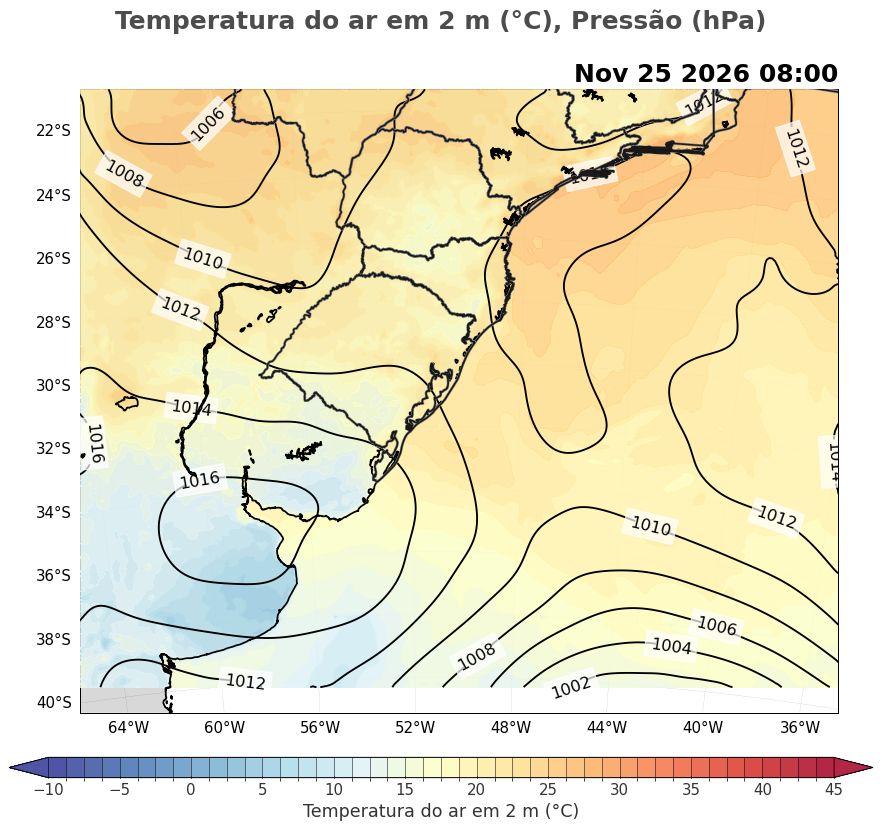 Temperatura do ar em 2 m (°C), Pressão (hPa)
Nov 25 2026 08:00
1006
1012
1012
22°S
1008
24°S
1010
26°S
1012
28°S
30°S
1014
1016
1014
32°S
1016
1012
34°S
1010
36°S
1006
1004
38°S
1008
1012
1002
40°S
64°W 60°W 56°W 52°W 48°W 44°W 40°W 36°W
−10 −5 0 5 10 15 20 25 30 35 40 45
Temperatura do ar em 2 m (°C)